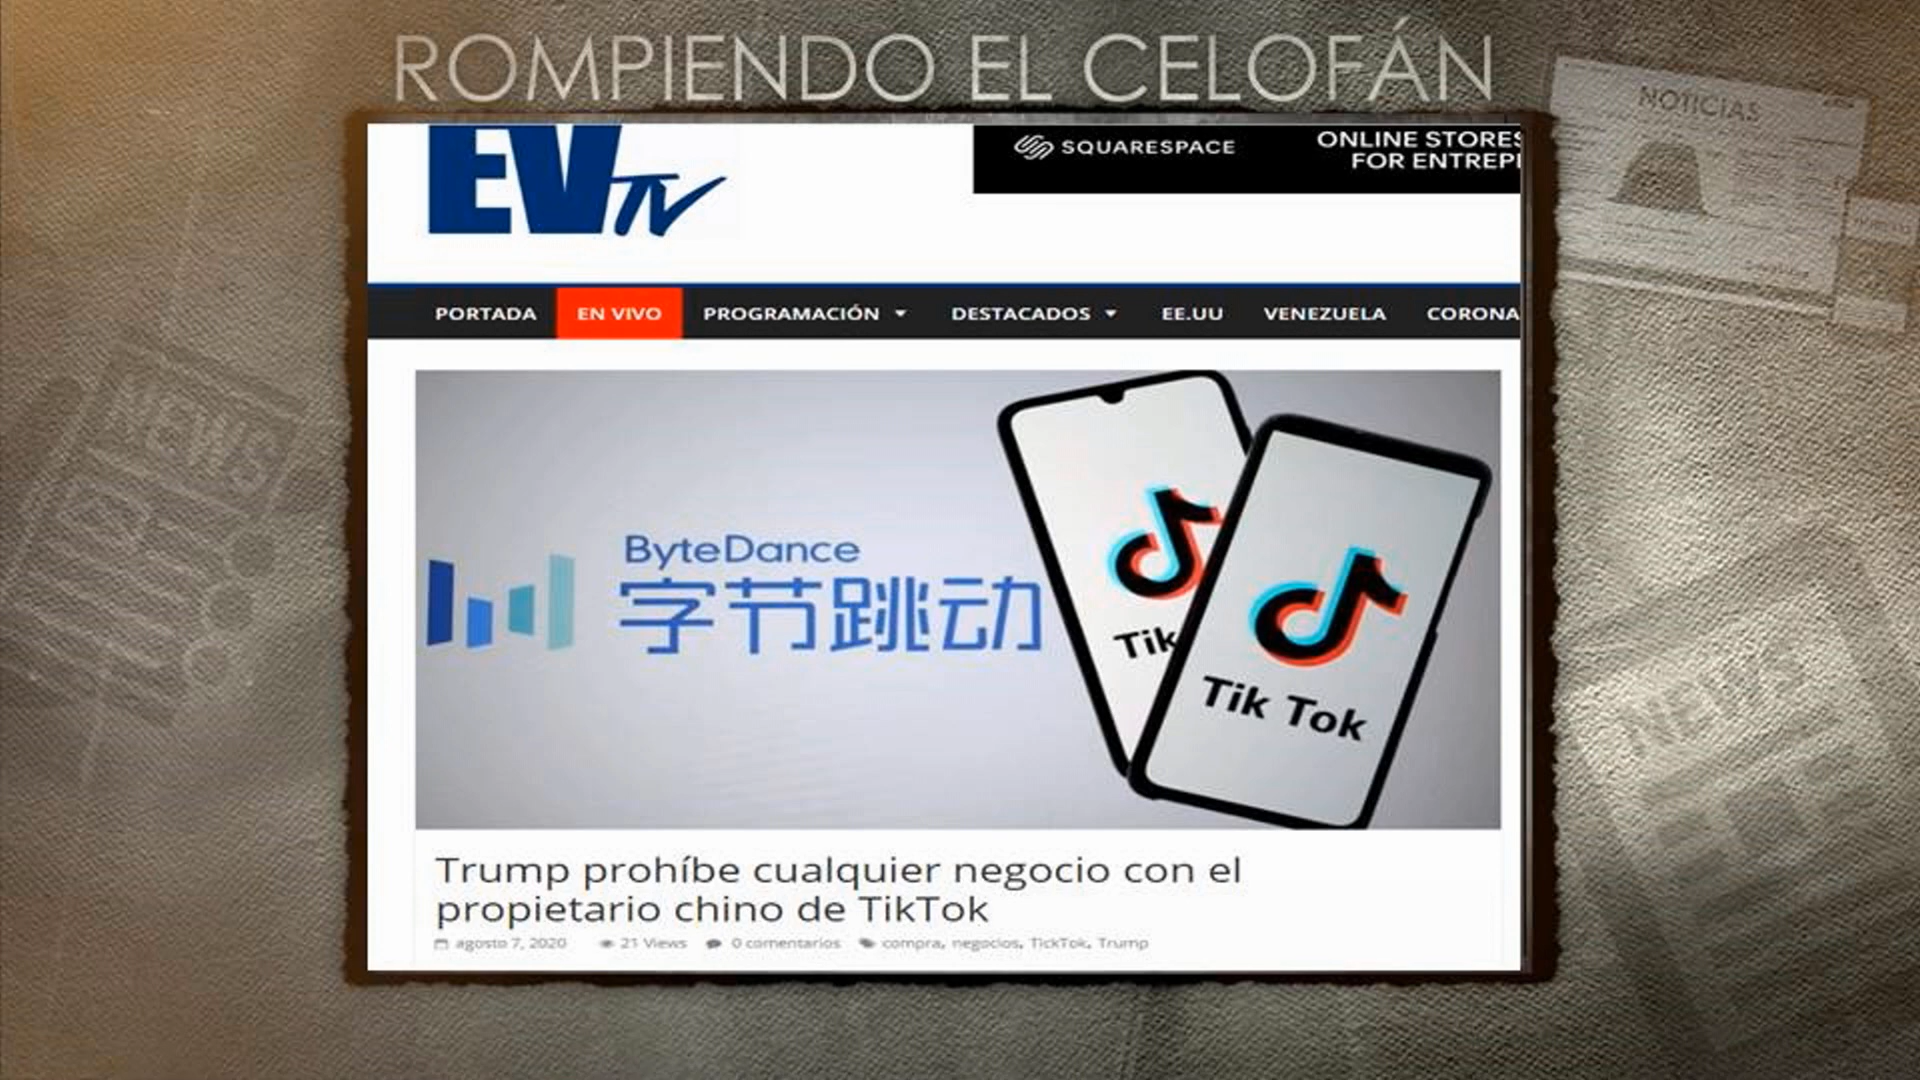 ROMPIENDO EL CELOFÁN
NOTICIAS
EVTV
SQUARESPACE
ONLINE STORES
FOR ENTREP
PORTADA
EN VIVO
PROGRAMACIÓN
DESTACADOS
EE.UU
VENEZUELA
CORONA
ByteDance
字节跳动
Tik
Tik Tok
NEWS
Trump prohíbe cualquier negocio con el
propietario chino de TikTok
agosto 7, 2020 21 Views 0 comentarios compra, negocios, TickTok, Trump